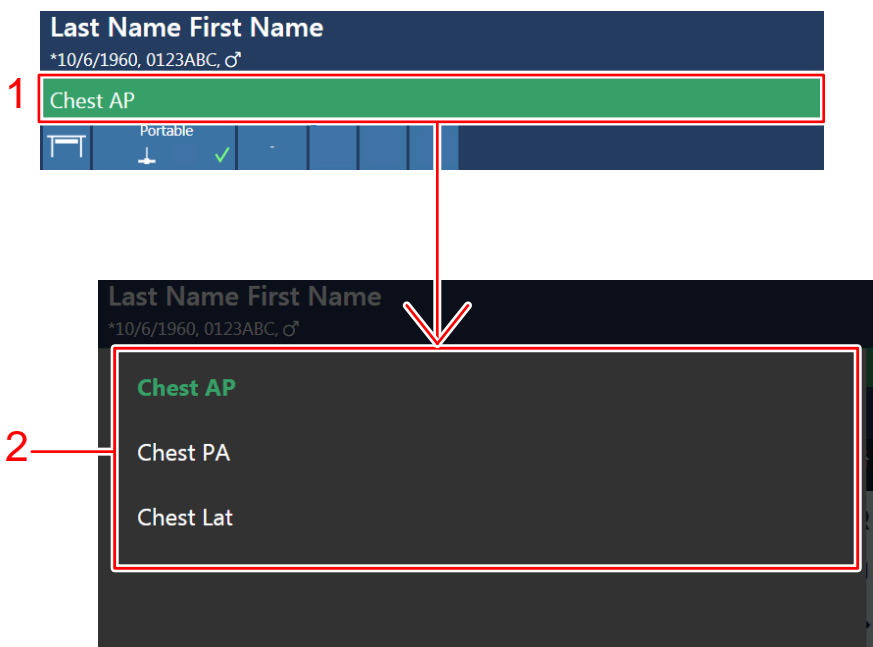 Last Name First Name
*10/6/1960, 0123ABC, ♂
1
Chest AP
Portable
-
Last Name First Name
*10/6/1960, 0123ABC, ♂
Chest AP
2
Chest PA
Chest Lat